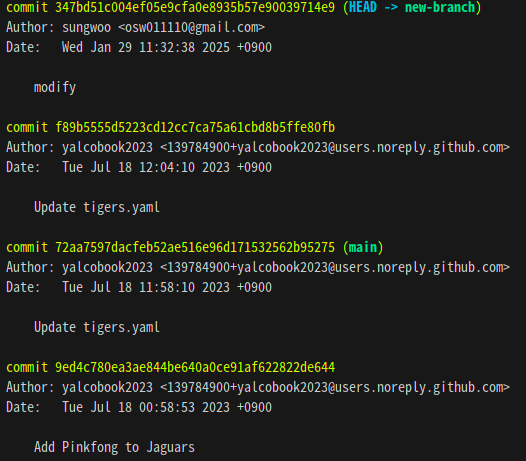 commit 347bd51c004ef05e9cfa0e8935b57e90039714e9 (HEAD -> new-branch)
Author: sungwoo <osw011110@gmail.com>
Date:   Wed Jan 29 11:32:38 2025 +0900
modify
commit f89b5555d5223cd12cc7ca75a61cbd8b5ffe80fb
Author: yalcobook2023 <139784900+yalcobook2023@users.noreply.github.com>
Date:   Tue Jul 18 12:04:10 2023 +0900
Update tigers.yaml
commit 72aa7597dacfeb52ae516e96d171532562b95275 (main)
Author: yalcobook2023 <139784900+yalcobook2023@users.noreply.github.com>
Date:   Tue Jul 18 11:58:10 2023 +0900
Update tigers.yaml
commit 9ed4c780ea3ae844be640a0ce91af622822de644
Author: yalcobook2023 <139784900+yalcobook2023@users.noreply.github.com>
Date:   Tue Jul 18 00:58:53 2023 +0900
Add Pinkfong to Jaguars